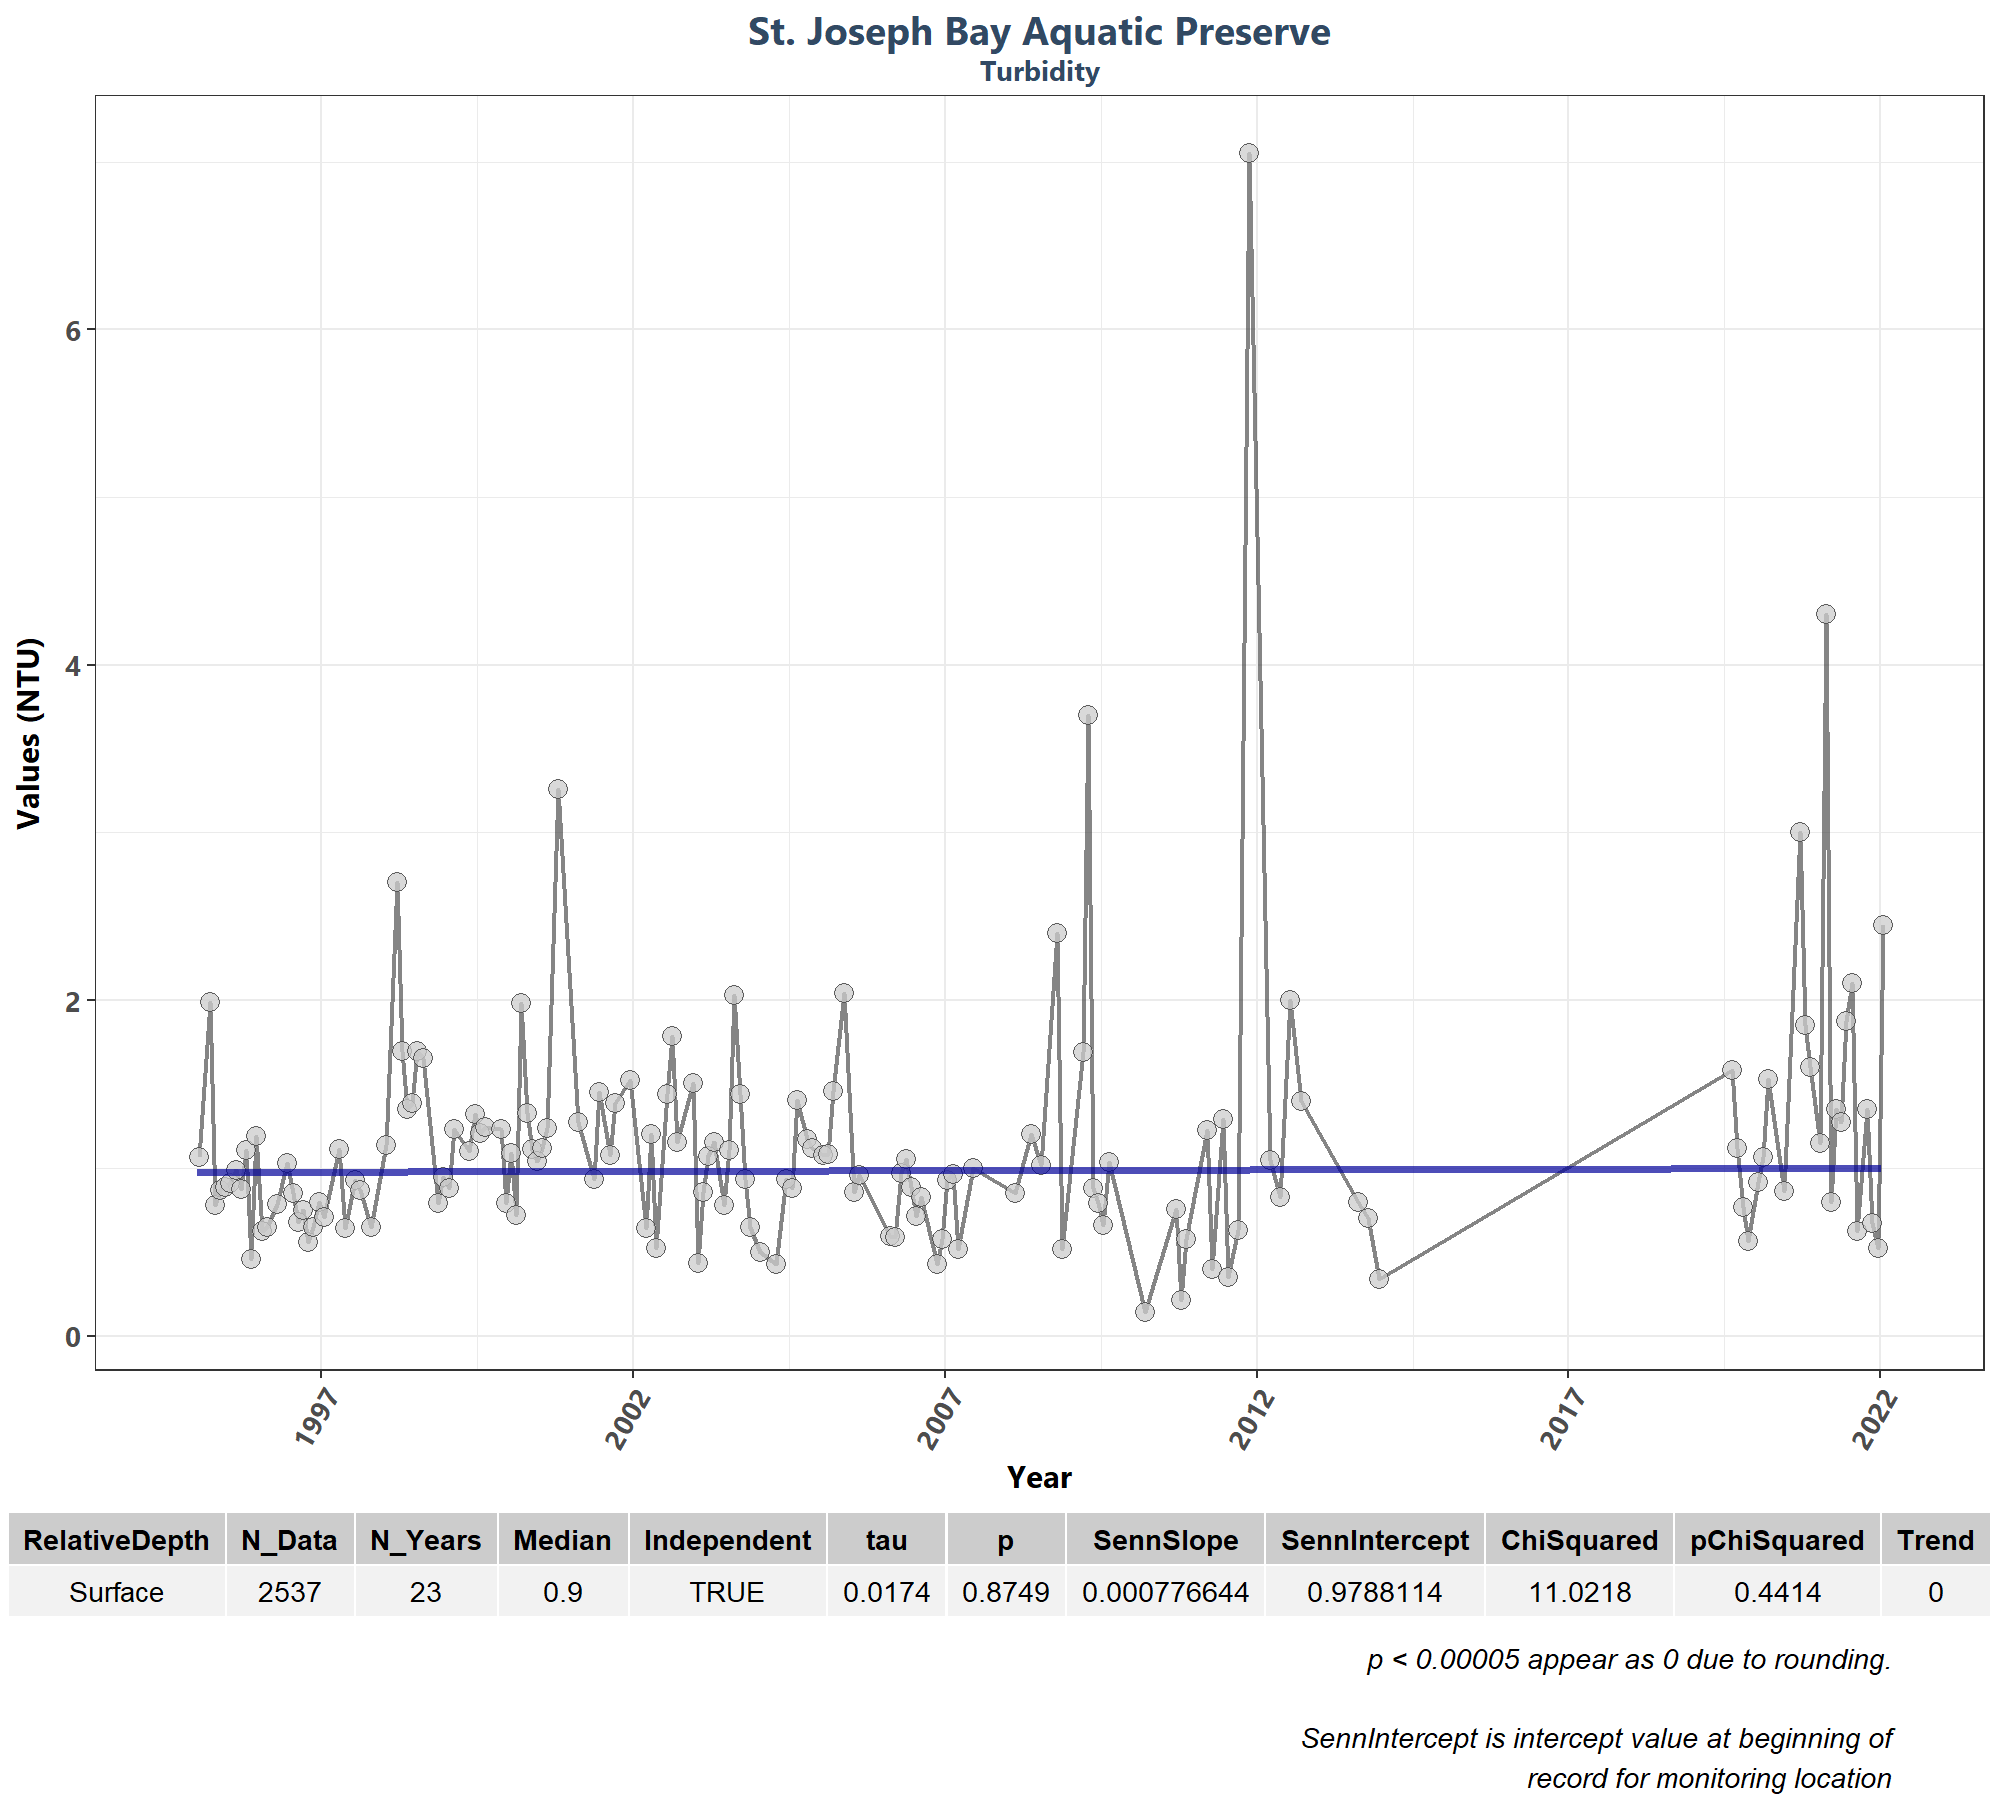 St. Joseph Bay Aquatic Preserve
Turbidity
Values (NTU)
6
4
2
0
1997 2002 2007 2012 2017 2022
Year
RelativeDepth N_Data N_Years Median Independent tau p SennSlope SennIntercept ChiSquared pChiSquared Trend
Surface 2537 23 0.9 TRUE 0.0174 0.8749 0.000776644 0.9788114 11.0218 0.4414 0
p < 0.00005 appear as 0 due to rounding.
SennIntercept is intercept value at beginning of
record for monitoring location